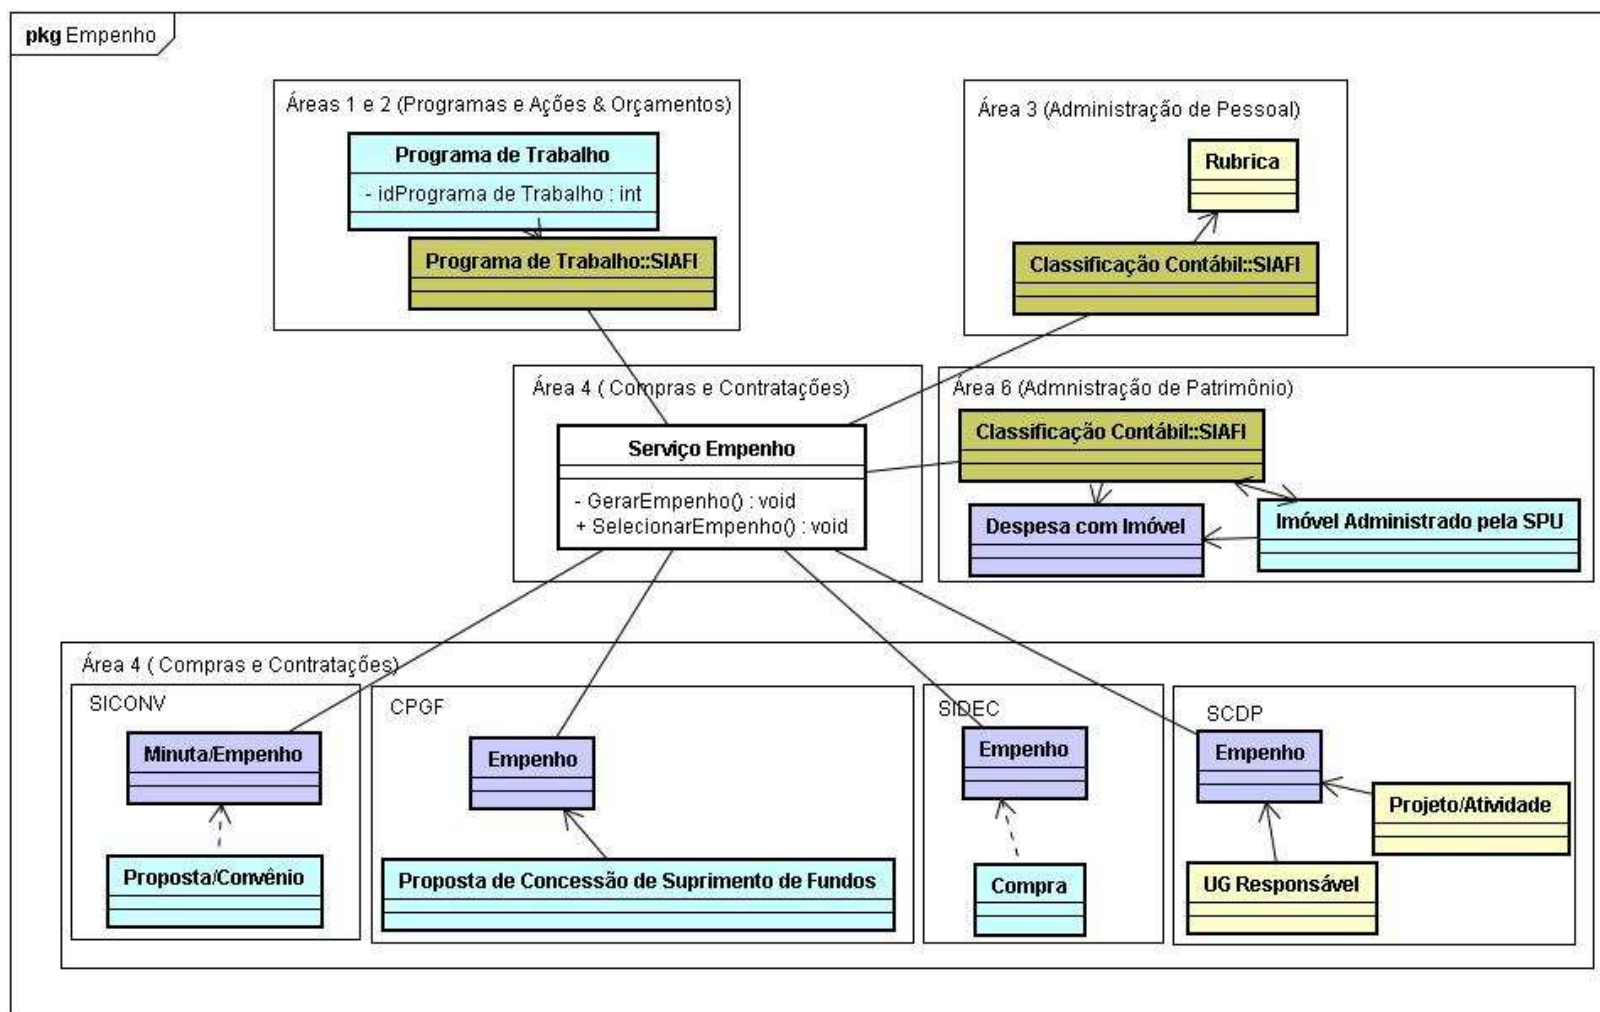 pkg Empenho
Áreas 1 e 2 (Programas e Ações & Orçamentos)
Programa de Trabalho
- idPrograma de Trabalho : int
Programa de Trabalho::SIAFI
Área 3 (Administração de Pessoal)
Rubrica
Classificação Contábil::SIAFI
Área 4 ( Compras e Contratações)
Serviço Empenho
- GerarEmpenho() : void
+ SelecionarEmpenho() : void
Área 6 (Admnistração de Patrimônio)
Classificação Contábil::SIAFI
Despesa com Imóvel
Imóvel Administrado pela SPU
Área 4 ( Compras e Contratações)
SICONV
Minuta/Empenho
Proposta/Convênio
CPGF
Empenho
Proposta de Concessão de Suprimento de Fundos
SIDEC
Empenho
Compra
SCDP
Empenho
Projeto/Atividade
UG Responsável